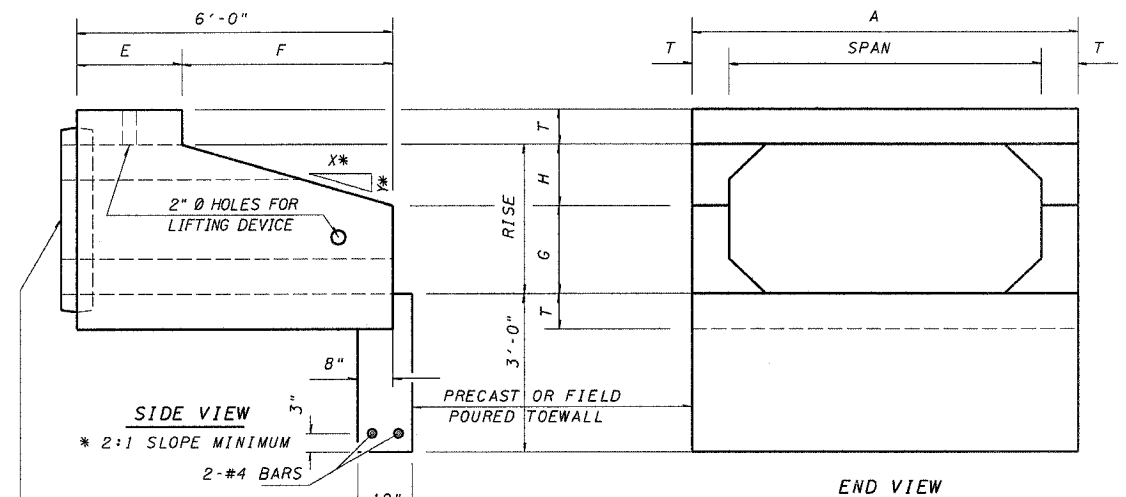 6'-0"
E
F
X*
Y*
2" Ø HOLES FOR
LIFTING DEVICE
8"
3"
SIDE VIEW
* 2:1 SLOPE MINIMUM
2-#4 BARS
A
T
SPAN
T
T
RISE
H
G
T
3'-0"
PRECAST OR FIELD
POURED TOEWALL
END VIEW